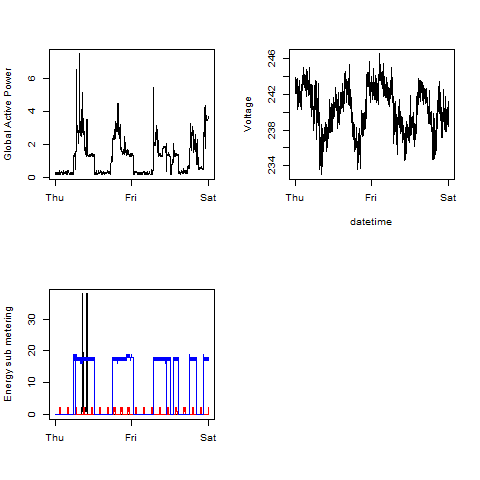 Global Active Power
0
2
4
6
Thu
Fri
Sat
Voltage
234
238
242
246
Thu
Fri
Sat
datetime
Energy sub metering
0
10
20
30
Thu
Fri
Sat